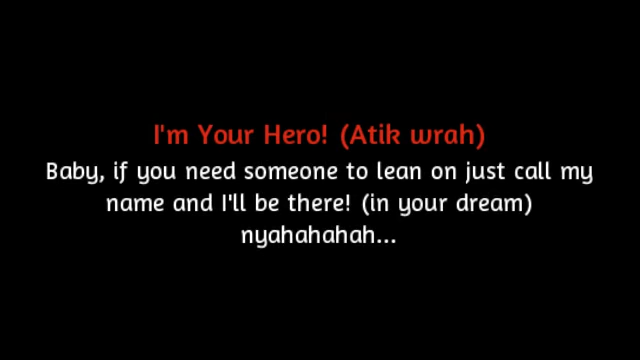 I'm Your Hero! (Atik wrah)
Baby, if you need someone to lean on just call my
name and I'll be there! (in your dream)
nyahahahah...